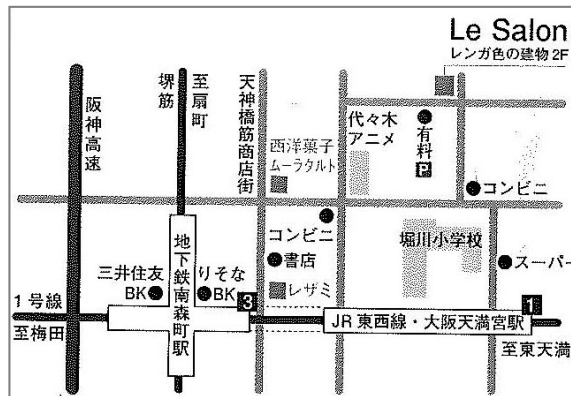 Le Salon
レンガ色の建物 2F
阪神高速
堺筋
至扇町
天神橋筋商店街
西洋菓子
ムーラタルト
代々木
アニメ
有料
P
コンビニ
コンビニ
書店
レザミ
堀川小学校
スーパー
三井住友
BK
りそな
BK
地下鉄南森町駅
3
1
1号線
至梅田
JR東西線・大阪天満宮駅
至東天満